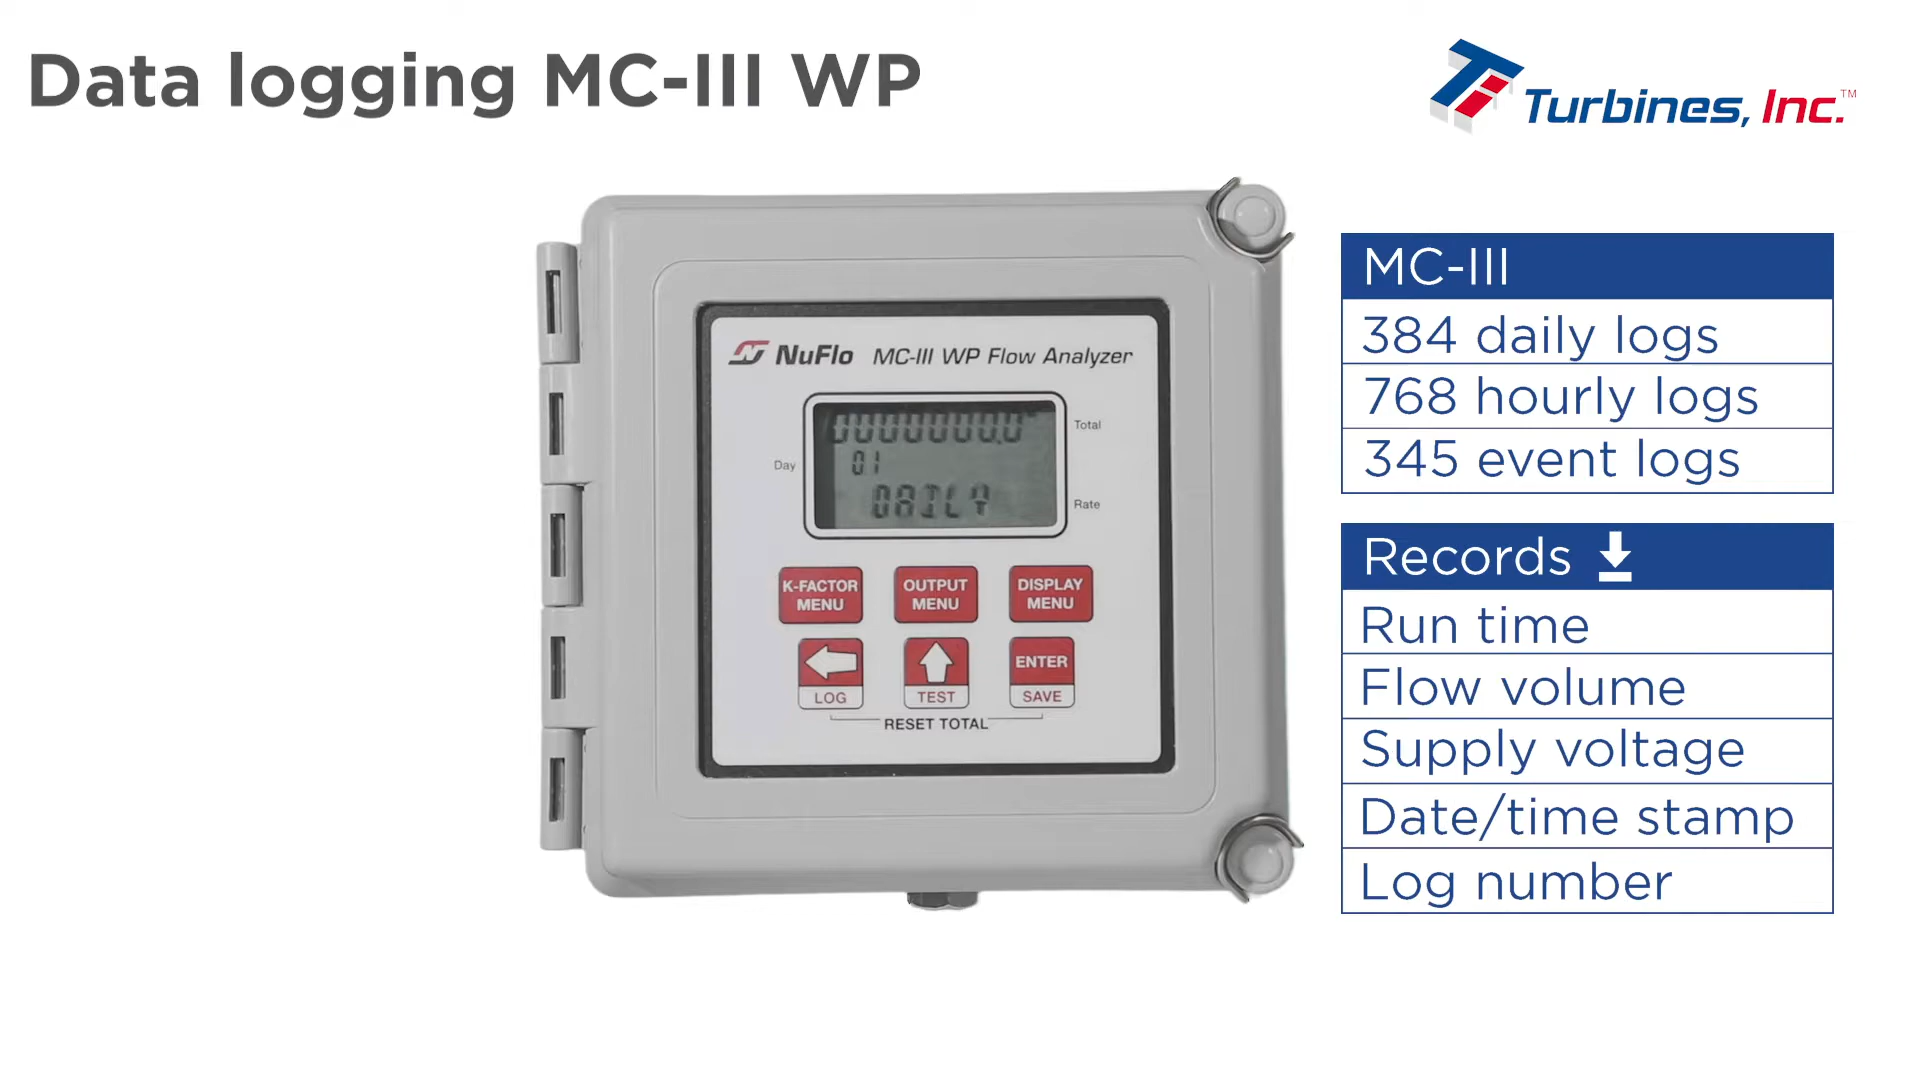 Data logging MC-III WP
Turbines, Inc.™
NuFlo MC-III WP Flow Analyzer
Total
Day
01
DAILY
Rate
K-FACTOR
MENU
OUTPUT
MENU
DISPLAY
MENU
LOG
TEST
ENTER
SAVE
RESET TOTAL
MC-III
384 daily logs
768 hourly logs
345 event logs
Records
Run time
Flow volume
Supply voltage
Date/time stamp
Log number